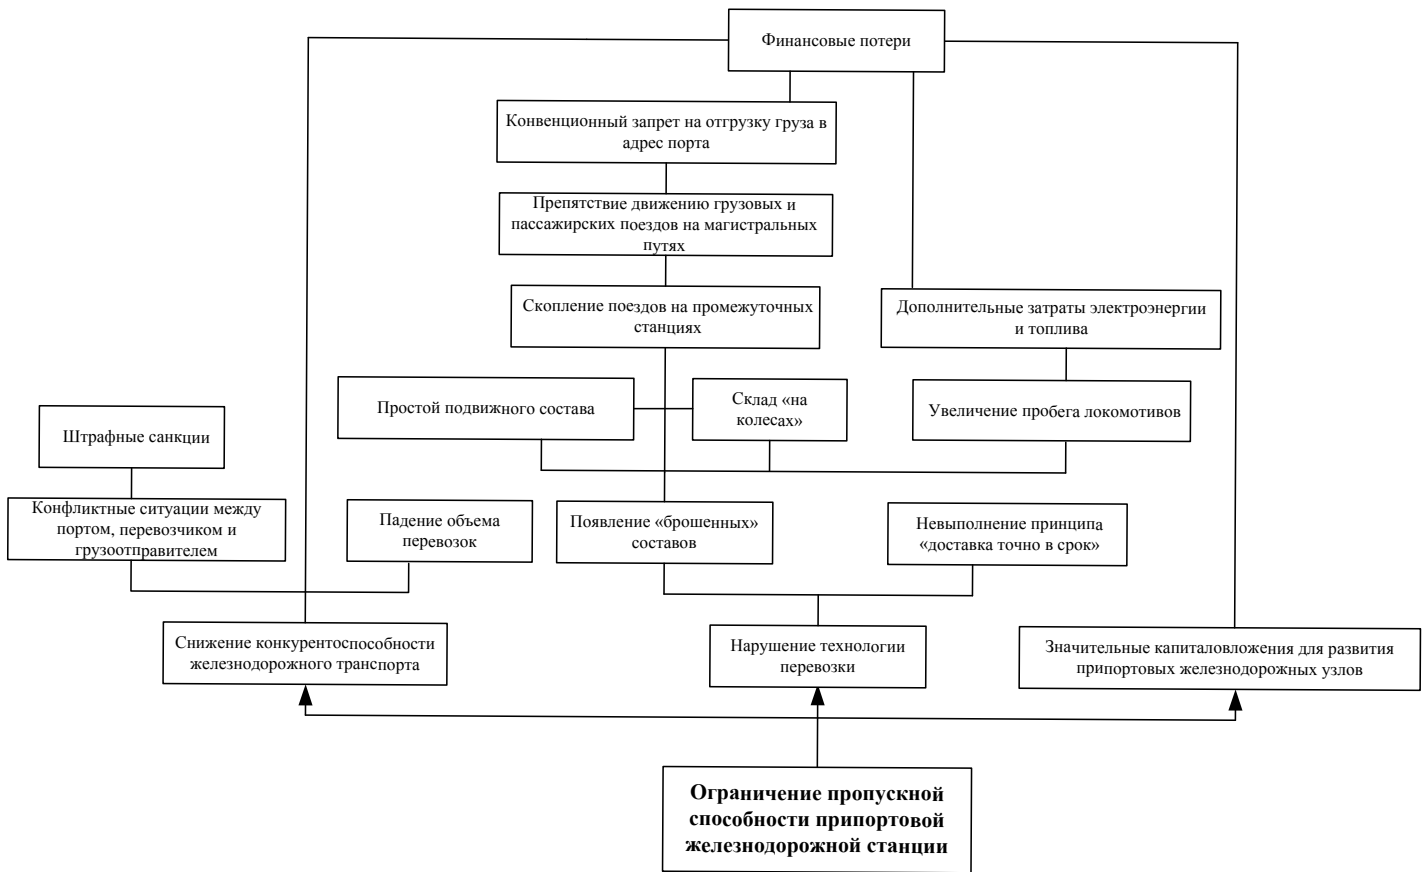 Финансовые потери
Конвенционный запрет на отгрузку груза в
адрес порта
Препятствие движению грузовых и
пассажирских поездов на магистральных
путях
Скопление поездов на промежуточных
станциях
Дополнительные затраты электроэнергии
и топлива
Простой подвижного состава
Склад «на
колесах»
Увеличение пробега локомотивов
Штрафные санкции
Конфликтные ситуации между
портом, перевозчиком и
грузоотправителем
Падение объема
перевозок
Появление «брошенных»
составов
Невыполнение принципа
«доставка точно в срок»
Снижение конкурентоспособности
железнодорожного транспорта
Нарушение технологии
перевозки
Значительные капиталовложения для развития
припортовых железнодорожных узлов
Ограничение пропускной
способности припортовой
железнодорожной станции